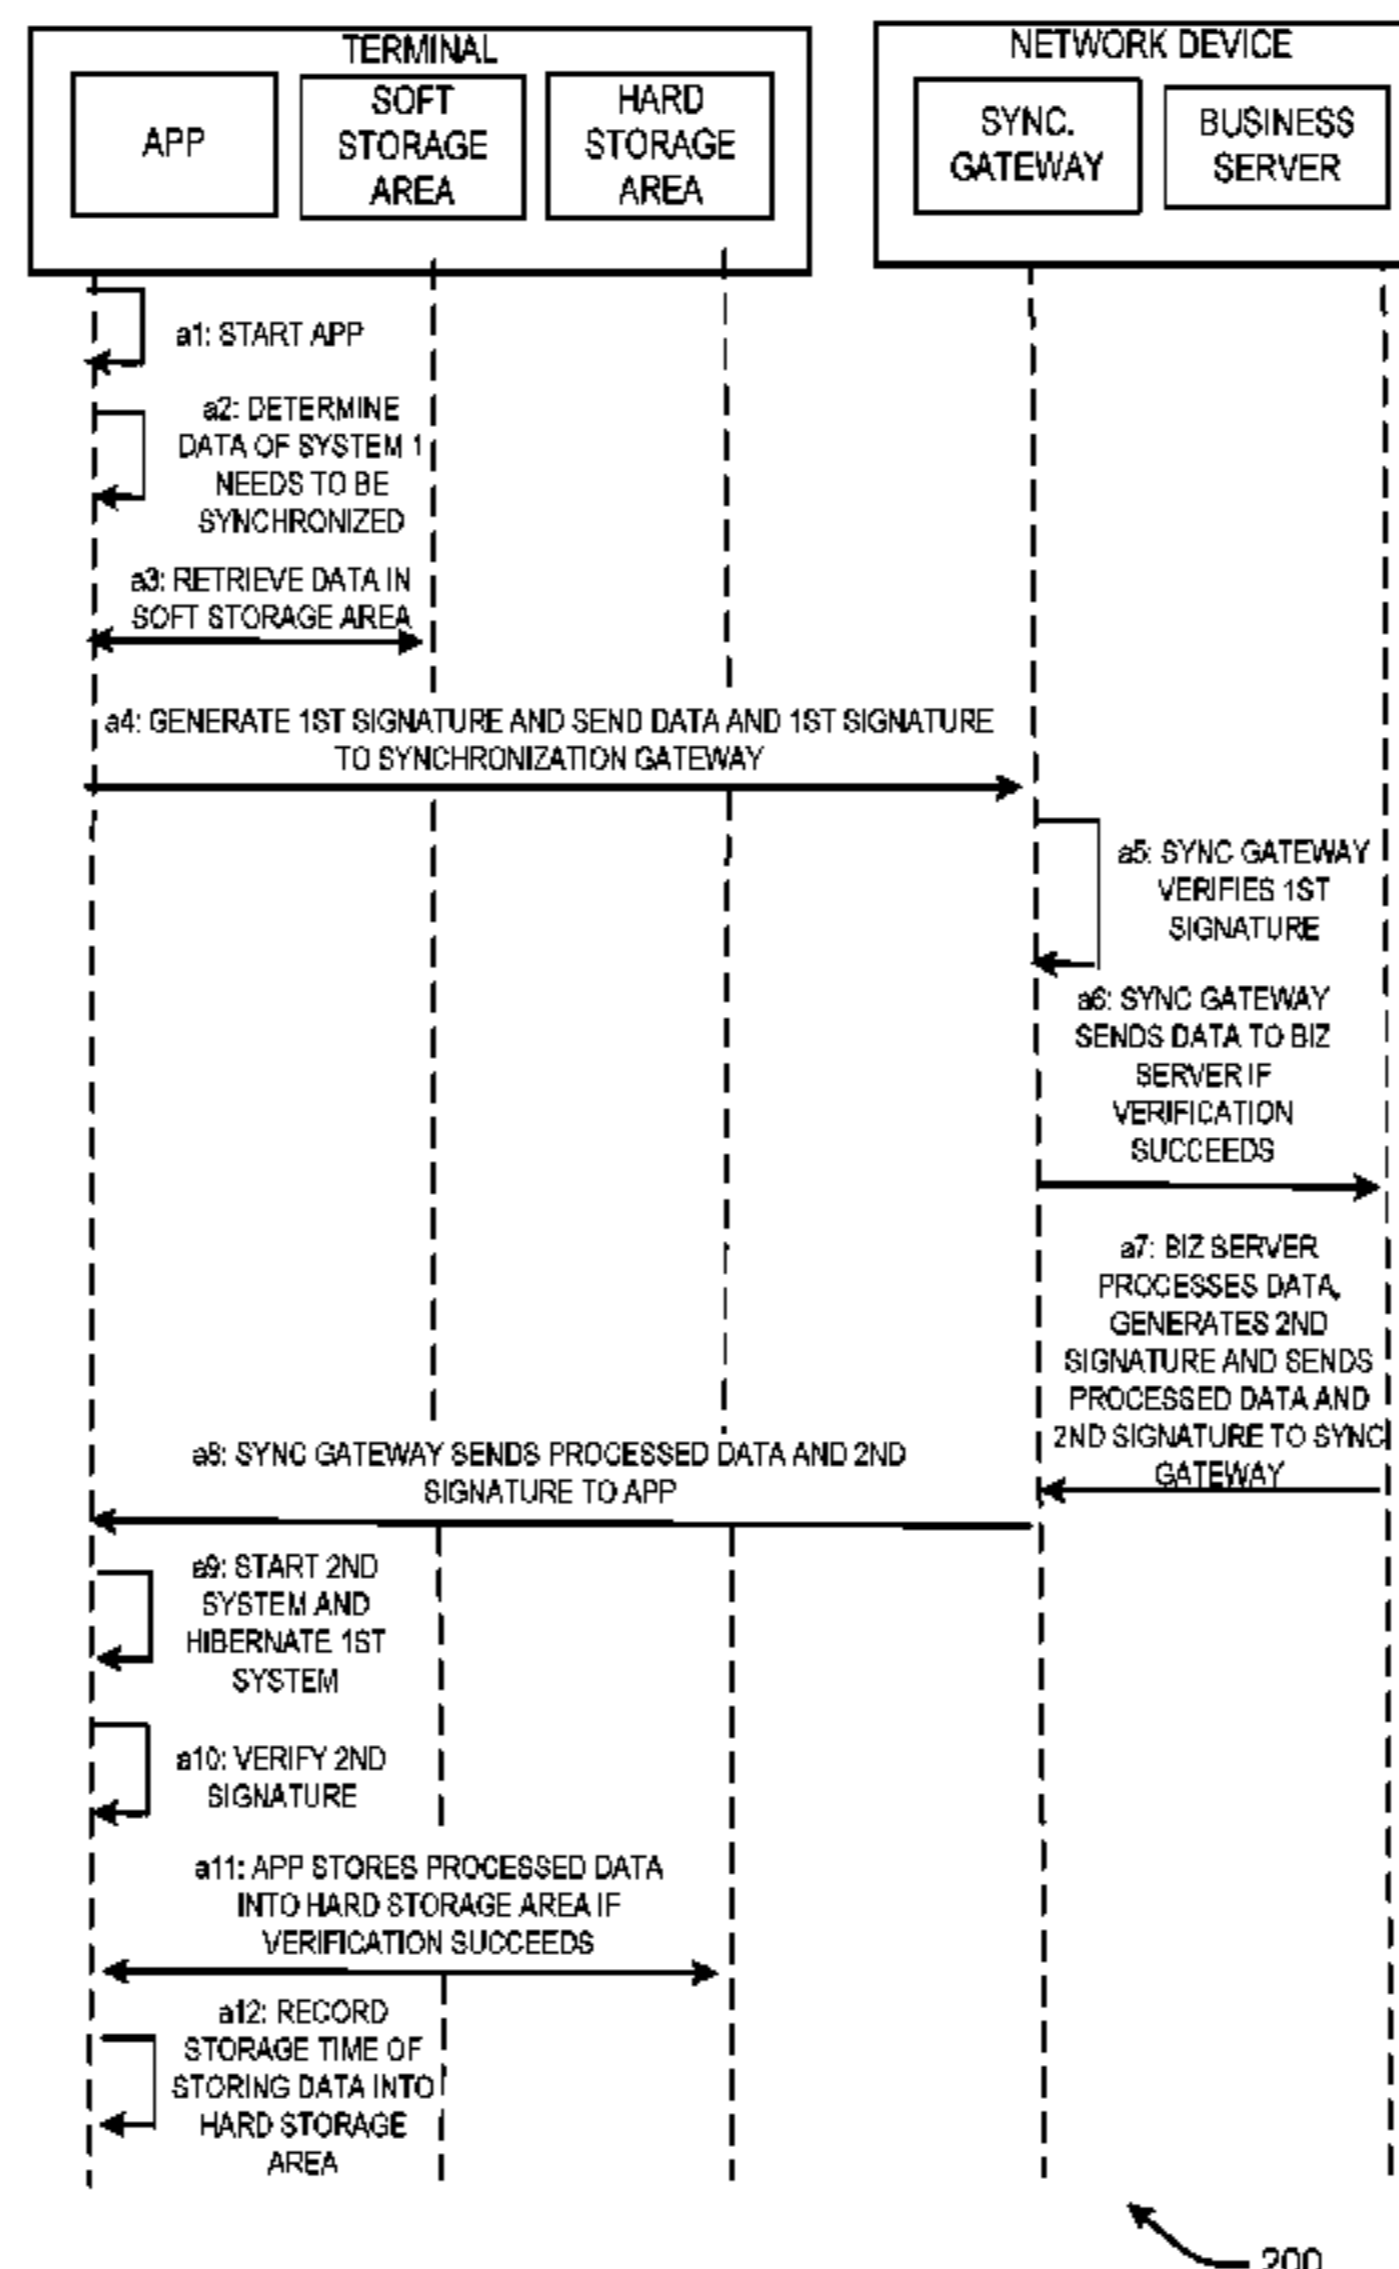 TERMINAL
APP
SOFT
STORAGE
AREA
HARD
STORAGE
AREA
NETWORK DEVICE
SYNC.
GATEWAY
BUSINESS
SERVER
a1: START APP
a2: DETERMINE
DATA OF SYSTEM 1
NEEDS TO BE
SYNCHRONIZED
a3: RETRIEVE DATA IN
SOFT STORAGE AREA
a4: GENERATE 1ST SIGNATURE AND SEND DATA AND 1ST SIGNATURE
TO SYNCHRONIZATION GATEWAY
a5: SYNC GATEWAY
VERIFIES 1ST
SIGNATURE
a6: SYNC GATEWAY
SENDS DATA TO BIZ
SERVER IF
VERIFICATION
SUCCEEDS
a7: BIZ SERVER
PROCESSES DATA,
GENERATES 2ND
SIGNATURE AND SENDS
PROCESSED DATA AND
2ND SIGNATURE TO SYNC
GATEWAY
a8: SYNC GATEWAY SENDS PROCESSED DATA AND 2ND
SIGNATURE TO APP
a9: START 2ND
SYSTEM AND
HIBERNATE 1ST
SYSTEM
a10: VERIFY 2ND
SIGNATURE
a11: APP STORES PROCESSED DATA
INTO HARD STORAGE AREA IF
VERIFICATION SUCCEEDS
a12: RECORD
STORAGE TIME OF
STORING DATA INTO
HARD STORAGE
AREA
200